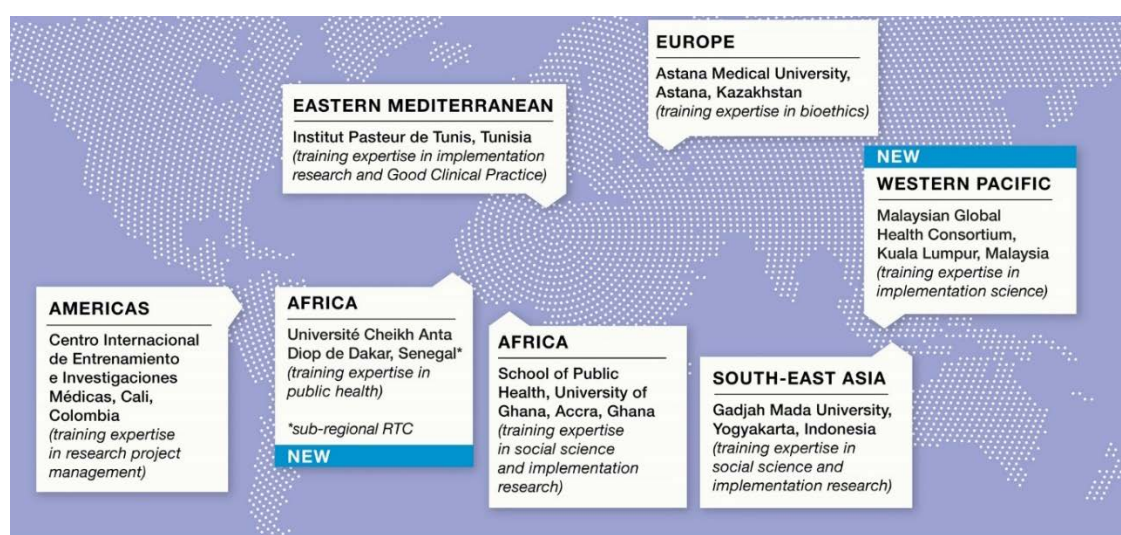 EUROPE
Astana Medical University,
Astana, Kazakhstan
(training expertise in bioethics)
EASTERN MEDITERRANEAN
Institut Pasteur de Tunis, Tunisia
(training expertise in implementation
research and Good Clinical Practice)
NEW
WESTERN PACIFIC
Malaysian Global
Health Consortium,
Kuala Lumpur, Malaysia
(training expertise in
implementation science)
AMERICAS
Centro Internacional
de Entrenamiento
e Investigaciones
Médicas, Cali,
Colombia
(training expertise
in research project
management)
AFRICA
Université Cheikh Anta
Diop de Dakar, Senegal*
(training expertise in
public health)
*sub-regional RTC
NEW
AFRICA
School of Public
Health, University of
Ghana, Accra, Ghana
(training expertise
in social science
and implementation
research)
SOUTH-EAST ASIA
Gadjah Mada University,
Yogyakarta, Indonesia
(training expertise in
social science and
implementation research)